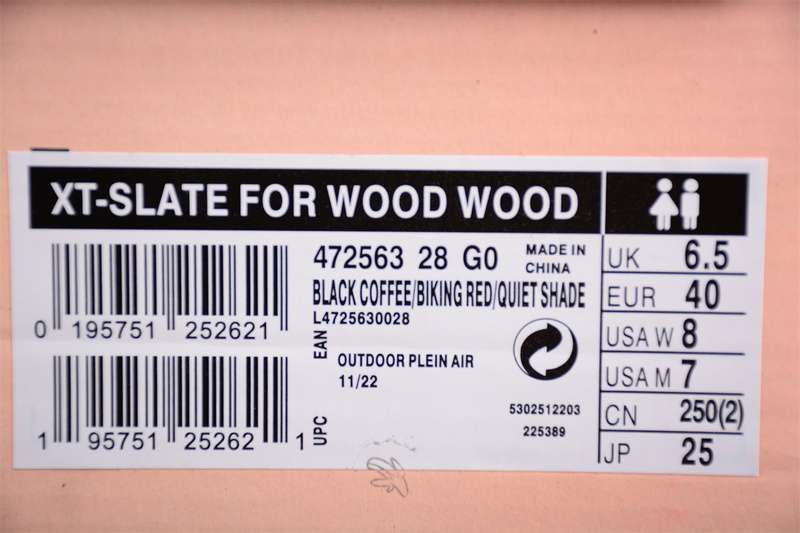 XT-SLATE FOR WOOD WOOD
472563 28 G0
MADE IN
CHINA
BLACK COFFEE/BIKING RED/QUIET SHADE
L4725630028
0 195751 252621
EAN
OUTDOOR PLEIN AIR
11/22
1 95751 25262 1
UPC
5302512203
225389
UK 6.5
EUR 40
USA W 8
USA M 7
CN 250(2)
JP 25